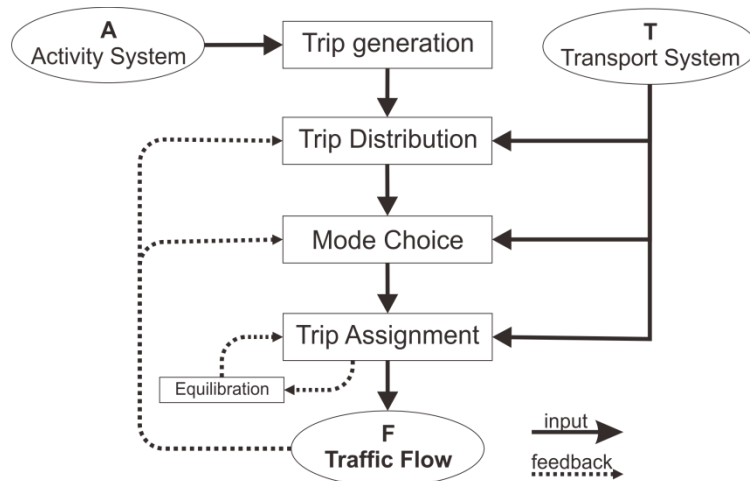 A
Activity System
Trip generation
T
Transport System
Trip Distribution
Mode Choice
Trip Assignment
Equilibration
F
Traffic Flow
input
feedback